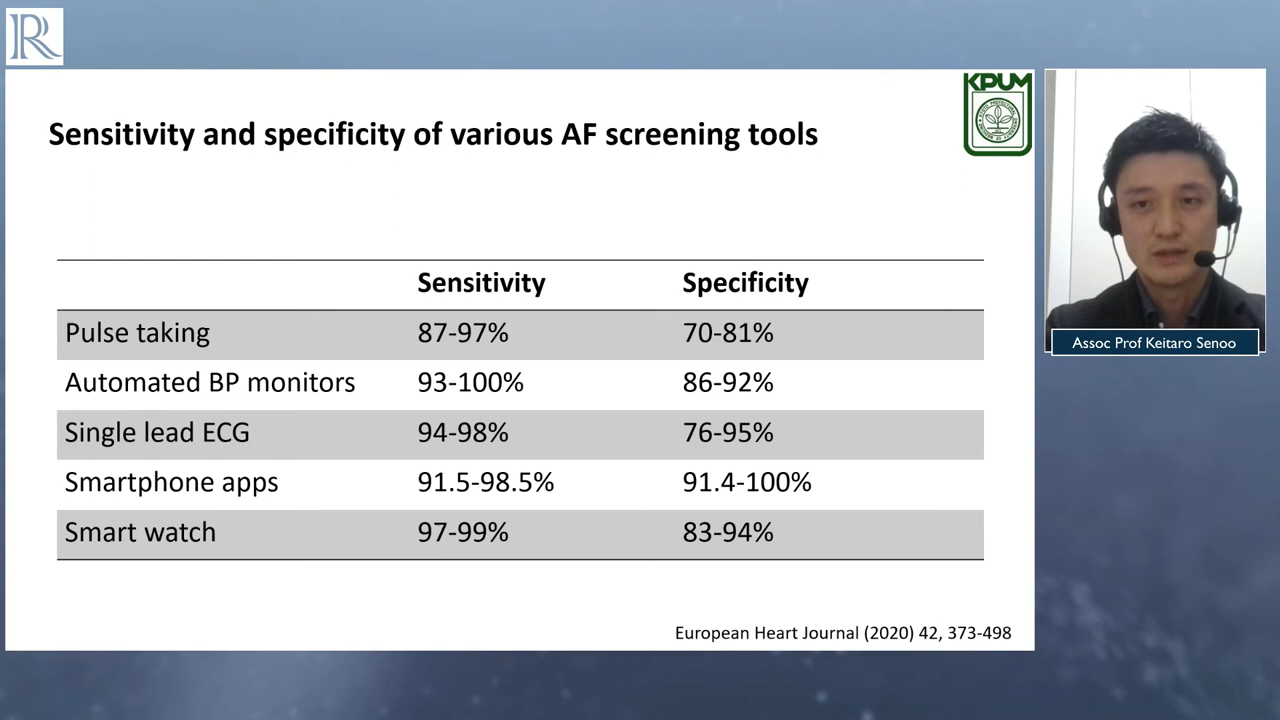 R
KPUM
Sensitivity and specificity of various AF screening tools
Sensitivity Specificity
Pulse taking 87-97% 70-81%
Automated BP monitors 93-100% 86-92%
Single lead ECG 94-98% 76-95%
Smartphone apps 91.5-98.5% 91.4-100%
Smart watch 97-99% 83-94%
European Heart Journal (2020) 42, 373-498
Assoc Prof Keitaro Senoo